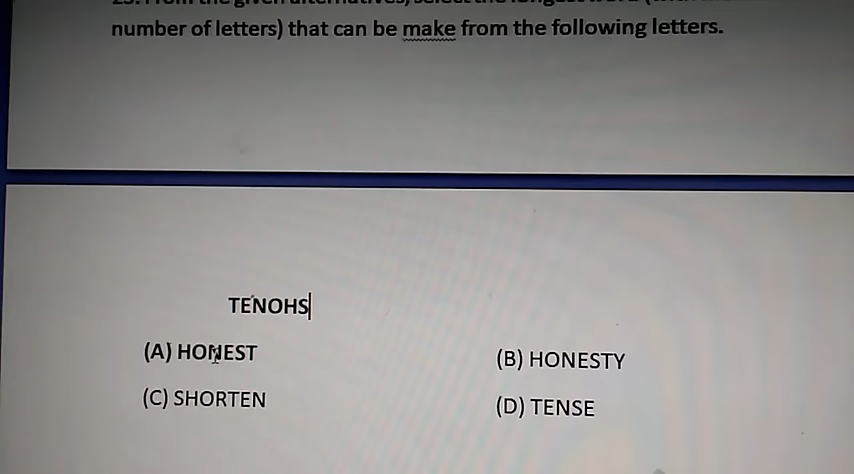 number of letters) that can be make from the following letters.
TENOHS
(A) HONEST
(B) HONESTY
(C) SHORTEN
(D) TENSE